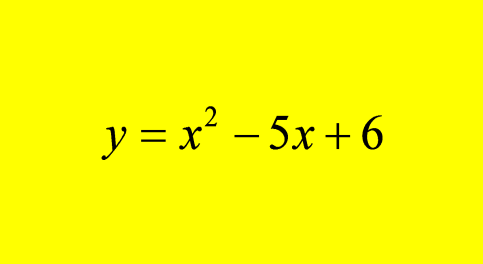 y = x² − 5x + 6